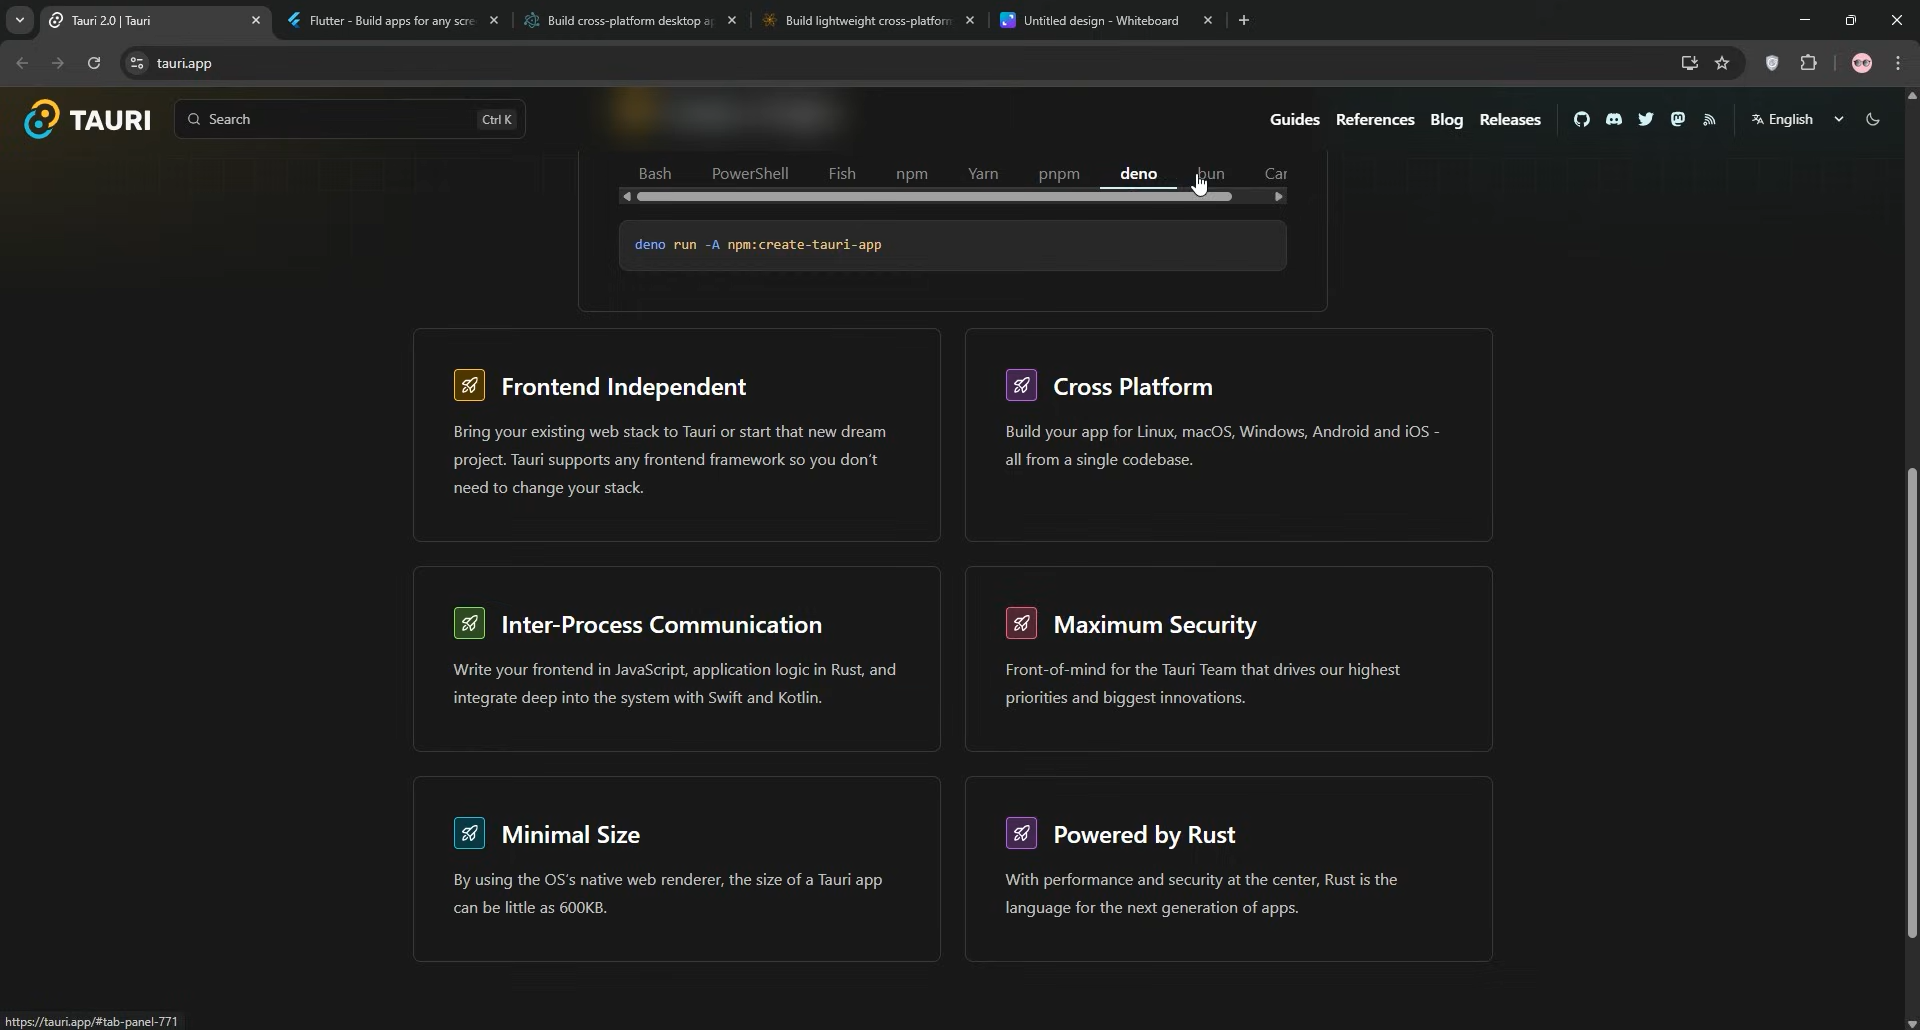 Tauri 2.0 | Tauri
Flutter - Build apps for any scre
Build cross-platform desktop a
Build lightweight cross-platform
Untitled design - Whiteboard
tauri.app
TAURI
Search
Ctrl K
Guides
References
Blog
Releases
English
Bash PowerShell Fish npm Yarn pnpm deno bun Car
deno run -A npm:create-tauri-app
Frontend Independent
Bring your existing web stack to Tauri or start that new dream
project. Tauri supports any frontend framework so you don't
need to change your stack.
Cross Platform
Build your app for Linux, macOS, Windows, Android and iOS -
all from a single codebase.
Inter-Process Communication
Write your frontend in JavaScript, application logic in Rust, and
integrate deep into the system with Swift and Kotlin.
Maximum Security
Front-of-mind for the Tauri Team that drives our highest
priorities and biggest innovations.
Minimal Size
By using the OS's native web renderer, the size of a Tauri app
can be little as 600KB.
Powered by Rust
With performance and security at the center, Rust is the
language for the next generation of apps.
https://tauri.app/#tab-panel-771